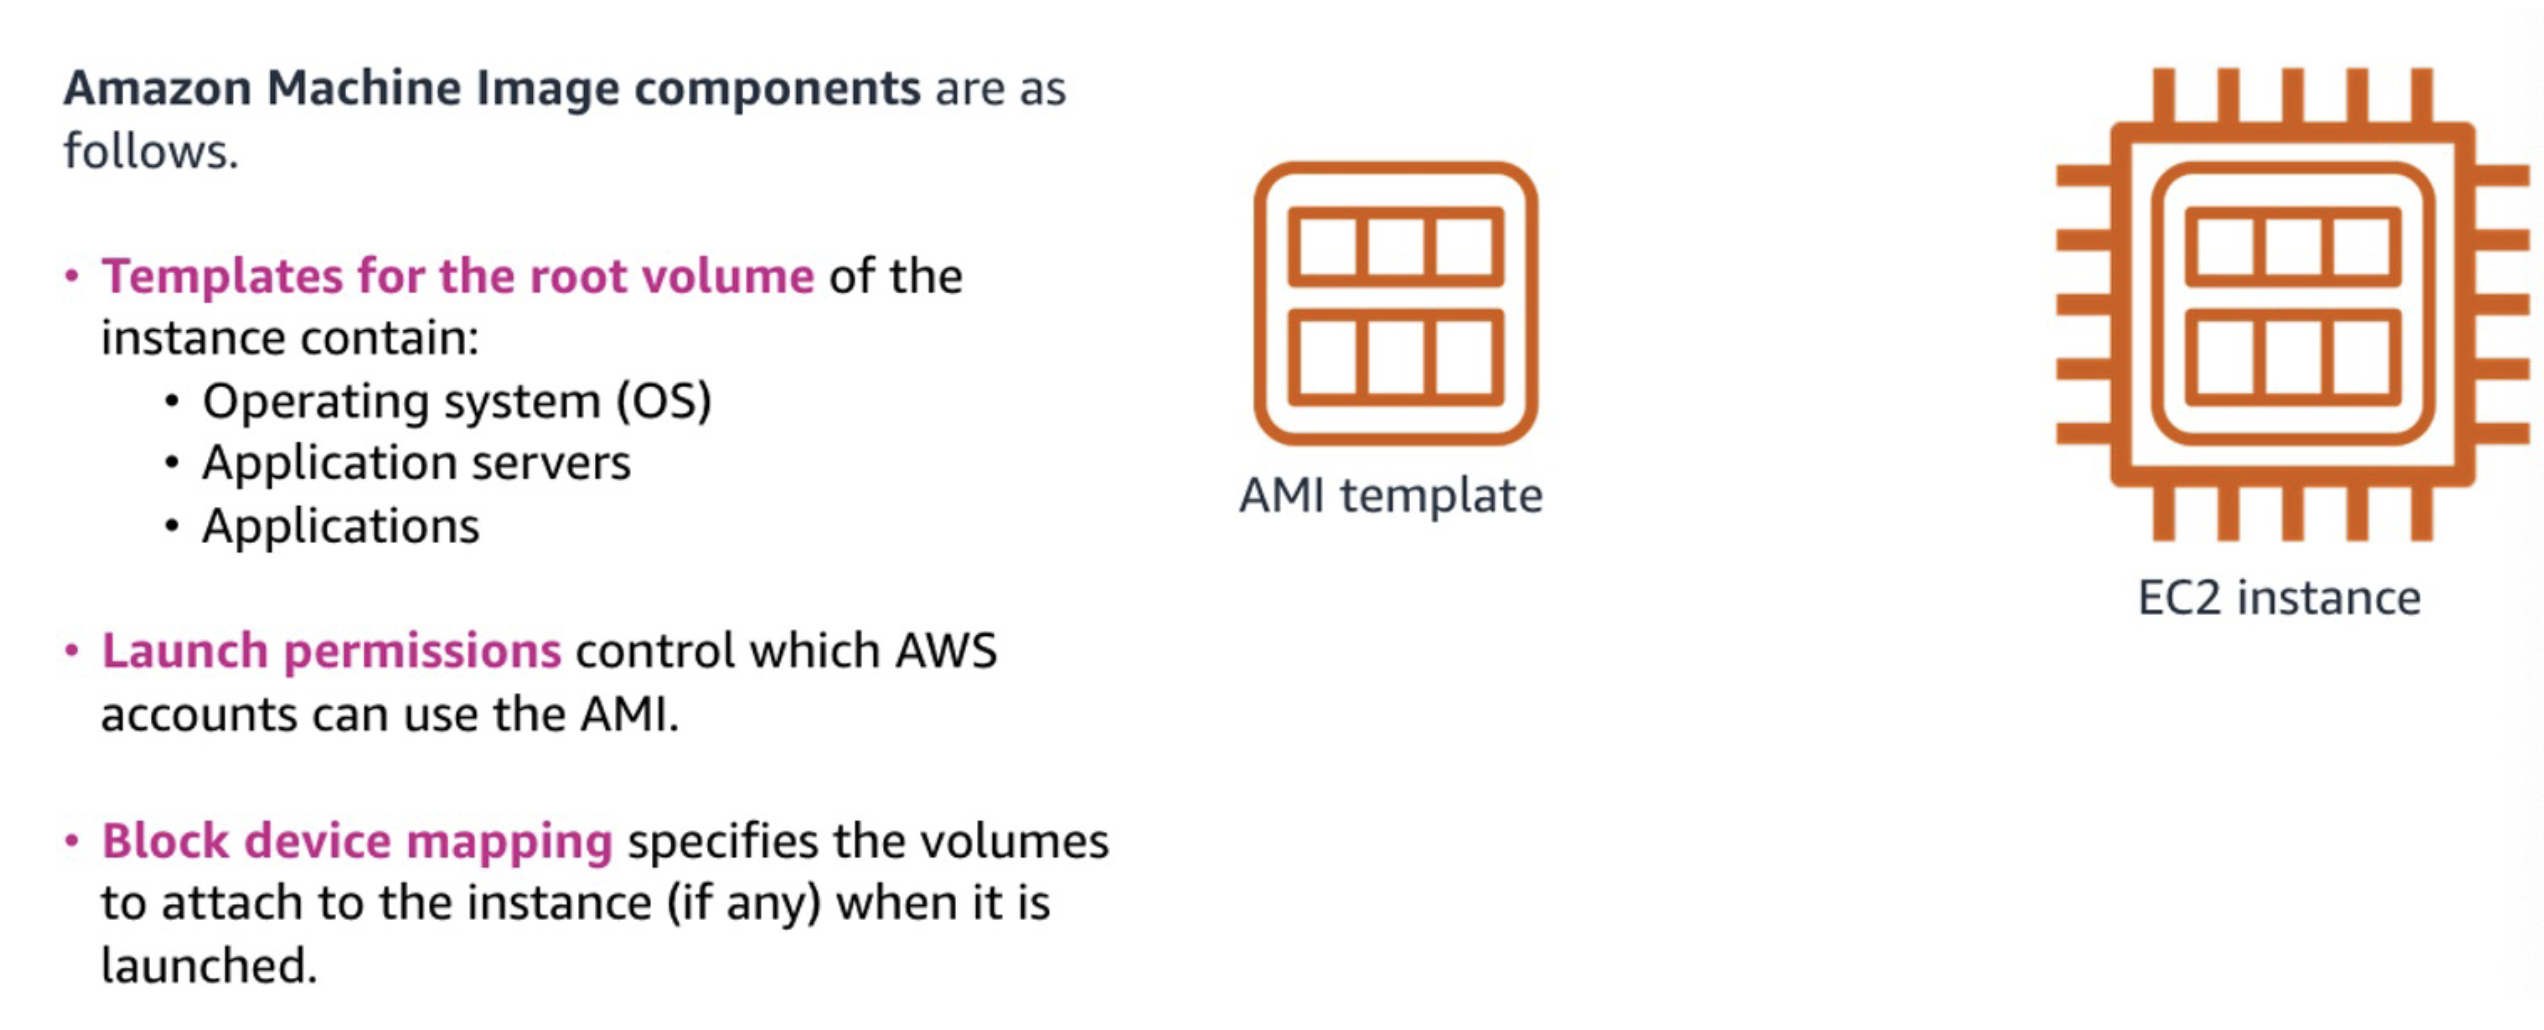 Amazon Machine Image components are as
follows.
• Templates for the root volume of the
instance contain:
• Operating system (OS)
• Application servers
• Applications
• Launch permissions control which AWS
accounts can use the AMI.
• Block device mapping specifies the volumes
to attach to the instance (if any) when it is
launched.
AMI template
EC2 instance